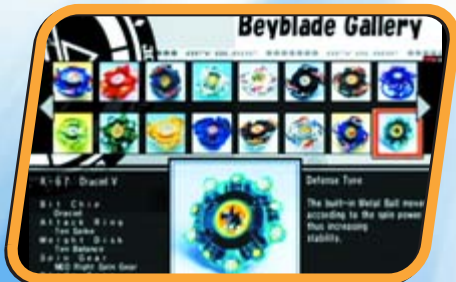 Beyblade Gallery
A-67 Draciel V
Bit Chip
Draciel
Attack Ring
Ten Spike
Weight Disk
Ten Balance
Spin Gear
NEO Right Spin Gear
Defense Type
The built-in Metal Ball move
according to the spin power
thus increasing
stability.